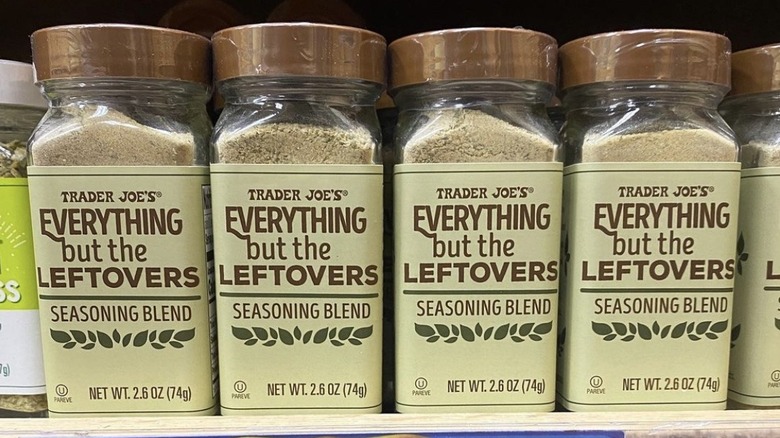 TRADER JOE'S®
EVERYTHING
but the
LEFTOVERS
SEASONING BLEND
U
PAREVE
NET WT. 2.6 OZ (74g)
TRADER JOE'S®
EVERYTHING
but the
LEFTOVERS
SEASONING BLEND
U
PAREVE
NET WT. 2.6 OZ (74g)
TRADER JOE'S®
EVERYTHING
but the
LEFTOVERS
SEASONING BLEND
U
PAREVE
NET WT. 2.6 OZ (74g)
TRADER JOE'S®
EVERYTHING
but the
LEFTOVERS
SEASONING BLEND
U
PAREVE
NET WT. 2.6 OZ (74g)